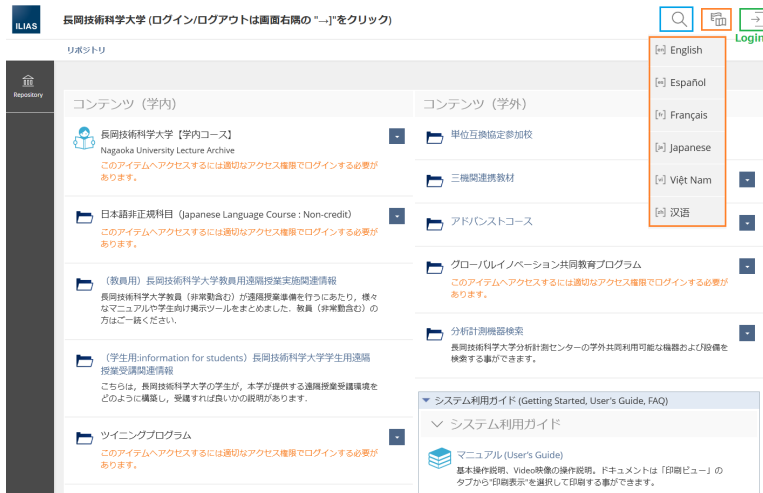 ILIAS
長岡技術科学大学 (ログイン/ログアウトは画面右隅の "→]"をクリック)
Login
リポジトリ
Repository
[en] English
[es] Español
[fr] Français
[ja] Japanese
[vi] Việt Nam
[zh] 汉语
コンテンツ（学内）
長岡技術科学大学【学内コース】
Nagaoka University Lecture Archive
このアイテムへアクセスするには適切なアクセス権限でログインする必要が
あります。
日本語非正規科目（Japanese Language Course : Non-credit）
このアイテムへアクセスするには適切なアクセス権限でログインする必要が
あります。
（教員用）長岡技術科学大学教員用遠隔授業実施関連情報
長岡技術科学大学教員（非常勤含む）が遠隔授業準備を行うにあたり，様々
なマニュアルや学生向け掲示ツールをまとめました．教員（非常勤含む）の
方はご一読ください．
（学生用:information for students）長岡技術科学大学学生用遠隔
授業受講関連情報
こちらは，長岡技術科学大学の学生が，本学が提供する遠隔授業受講環境を
どのように構築し，受講すれば良いかの説明があります．
ツイニングプログラム
このアイテムへアクセスするには適切なアクセス権限でログインする必要が
あります。
コンテンツ（学外）
単位互換協定参加校
三機関連携教材
アドバンストコース
グローバルイノベーション共同教育プログラム
このアイテムへアクセスするには適切なアクセス権限でログインする必要が
あります。
分析計測機器検索
長岡技術科学大学分析計測センターの学外共同利用可能な機器および設備を
検索する事ができます。
システム利用ガイド (Getting Started, User's Guide, FAQ)
システム利用ガイド
マニュアル (User's Guide)
基本操作説明、Video映像の操作説明。ドキュメントは「印刷ビュー」の
タブから"印刷表示"を選択して印刷する事ができます。